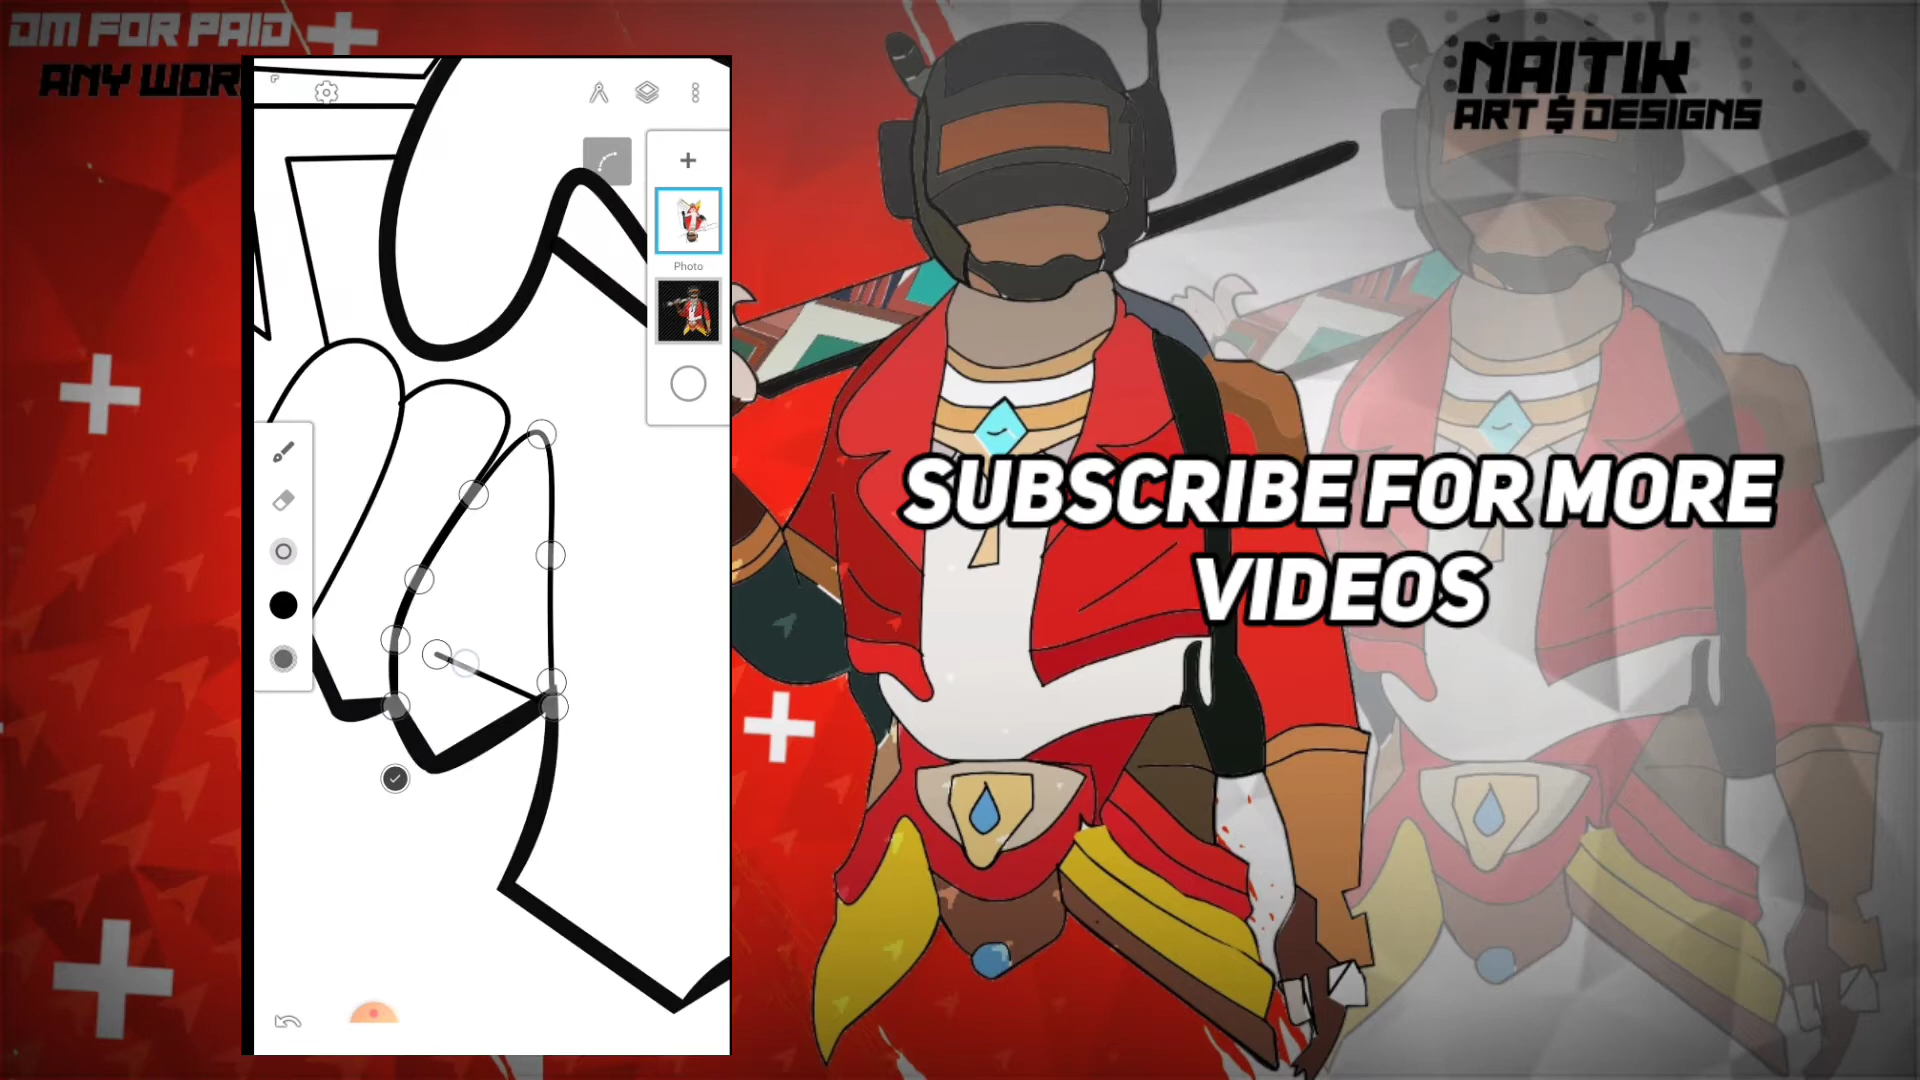 DM FOR PAID
ANY WOR
NAITIK
ART $ DESIGNS
Photo
SUBSCRIBE FOR MORE
VIDEOS